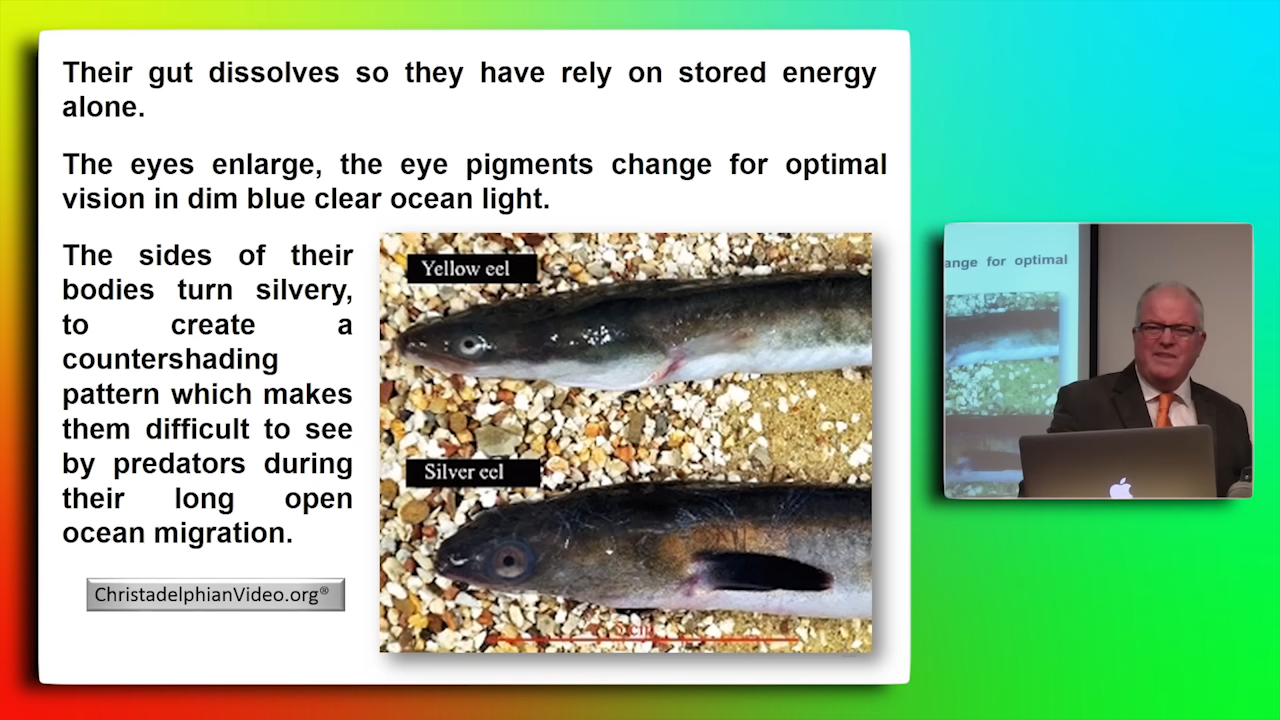 Their gut dissolves so they have rely on stored energy
alone.
The eyes enlarge, the eye pigments change for optimal
vision in dim blue clear ocean light.
The sides of their
bodies turn silvery,
to create a
countershading
pattern which makes
them difficult to see
by predators during
their long open
ocean migration.
Yellow eel
Silver eel
ChristadelphianVideo.org®
ange for optimal